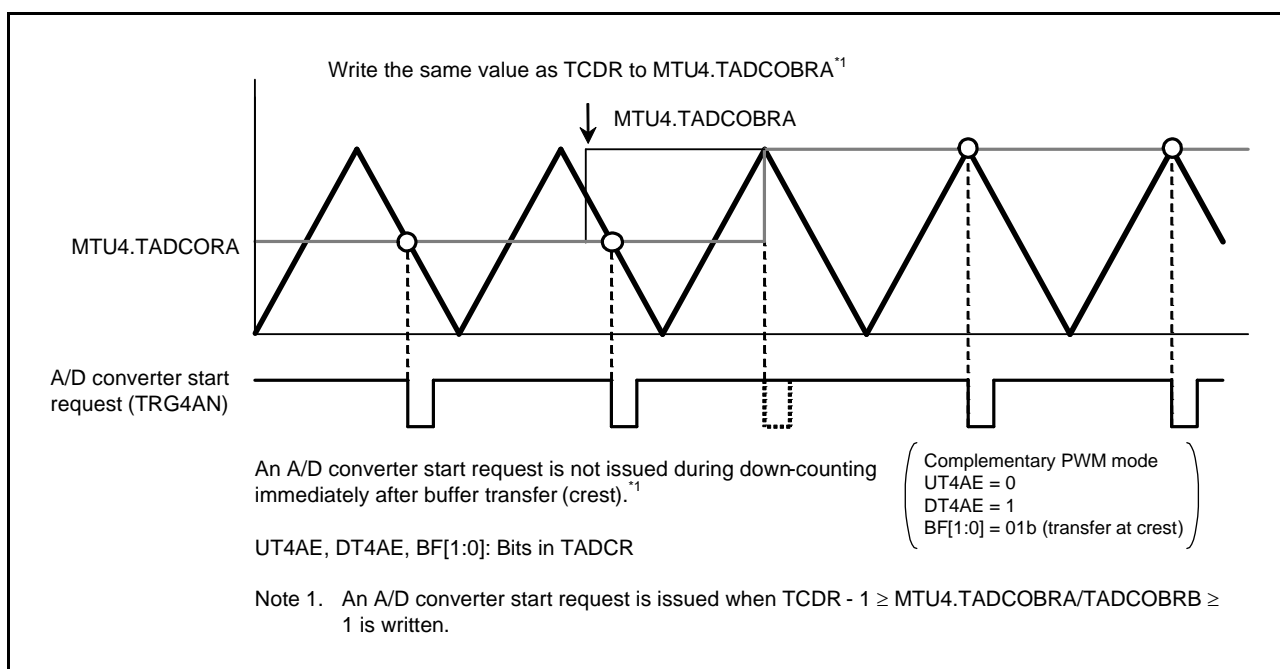 Write the same value as TCDR to MTU4.TADCOBRA*1
MTU4.TADCOBRA
MTU4.TADCORA
A/D converter start
request (TRG4AN)
An A/D converter start request is not issued during down-counting
immediately after buffer transfer (crest).*1
Complementary PWM mode
UT4AE = 0
DT4AE = 1
BF[1:0] = 01b (transfer at crest)
UT4AE, DT4AE, BF[1:0]: Bits in TADCR
Note 1. An A/D converter start request is issued when TCDR - 1 ≥ MTU4.TADCOBRA/TADCOBRB ≥
1 is written.